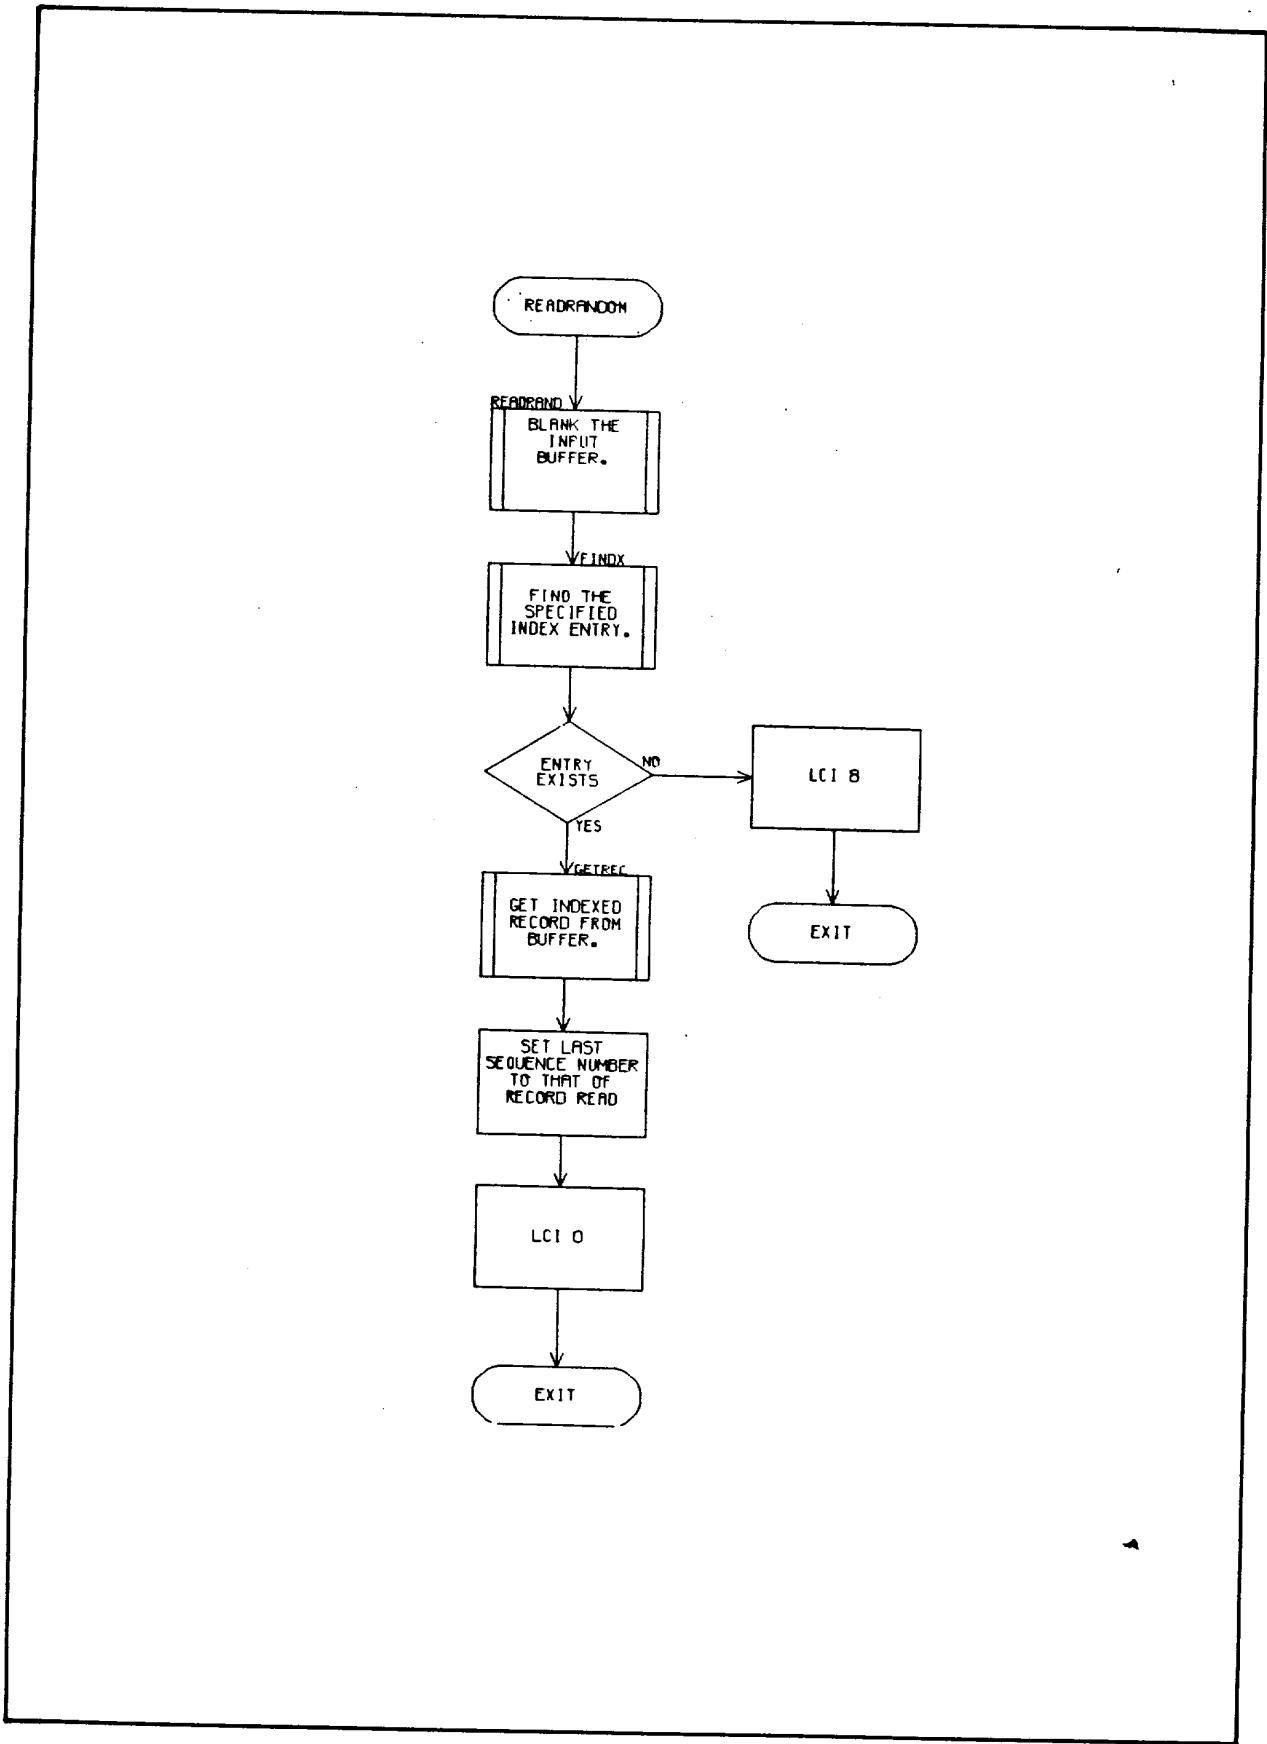 READRANDOM
READRAND
BLANK THE
INPUT
BUFFER.
FINDX
FIND THE
SPECIFIED
INDEX ENTRY.
ENTRY
EXISTS
NO
LCI 8
YES
EXIT
GETREC
GET INDEXED
RECORD FROM
BUFFER.
SET LAST
SEQUENCE NUMBER
TO THAT OF
RECORD READ
LCI 0
EXIT